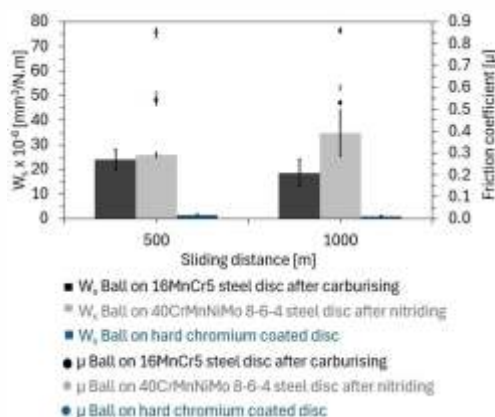 80
70
60
50
40
30
20
10
0
Wₛ x 10⁻⁶ [mm³/N.m]
0.9
0.8
0.7
0.6
0.5
0.4
0.3
0.2
0.1
0.0
Friction coefficient [µ]
500 1000
Sliding distance [m]
Wₛ Ball on 16MnCr5 steel disc after carburising
Wₛ Ball on 40CrMnNiMo 8-6-4 steel disc after nitriding
Wₛ Ball on hard chromium coated disc
µ Ball on 16MnCr5 steel disc after carburising
µ Ball on 40CrMnNiMo 8-6-4 steel disc after nitriding
µ Ball on hard chromium coated disc